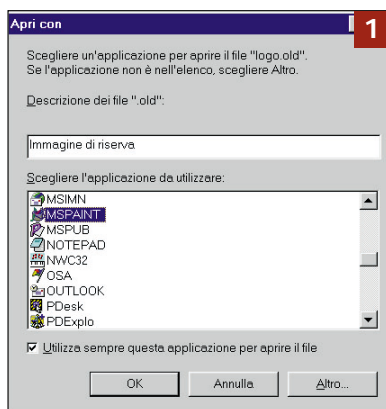 Apri con
1
Scegliere un'applicazione per aprire il file "logo.old".
Se l'applicazione non è nell'elenco, scegliere Altro.
Descrizione dei file ".old":
Immagine di riserva
Scegliere l'applicazione da utilizzare:
MSIMN
MSPAINT
MSPUB
NOTEPAD
NWC32
OSA
OUTLOOK
PDesk
PDExplo
Utilizza sempre questa applicazione per aprire il file
OK
Annulla
Altro...